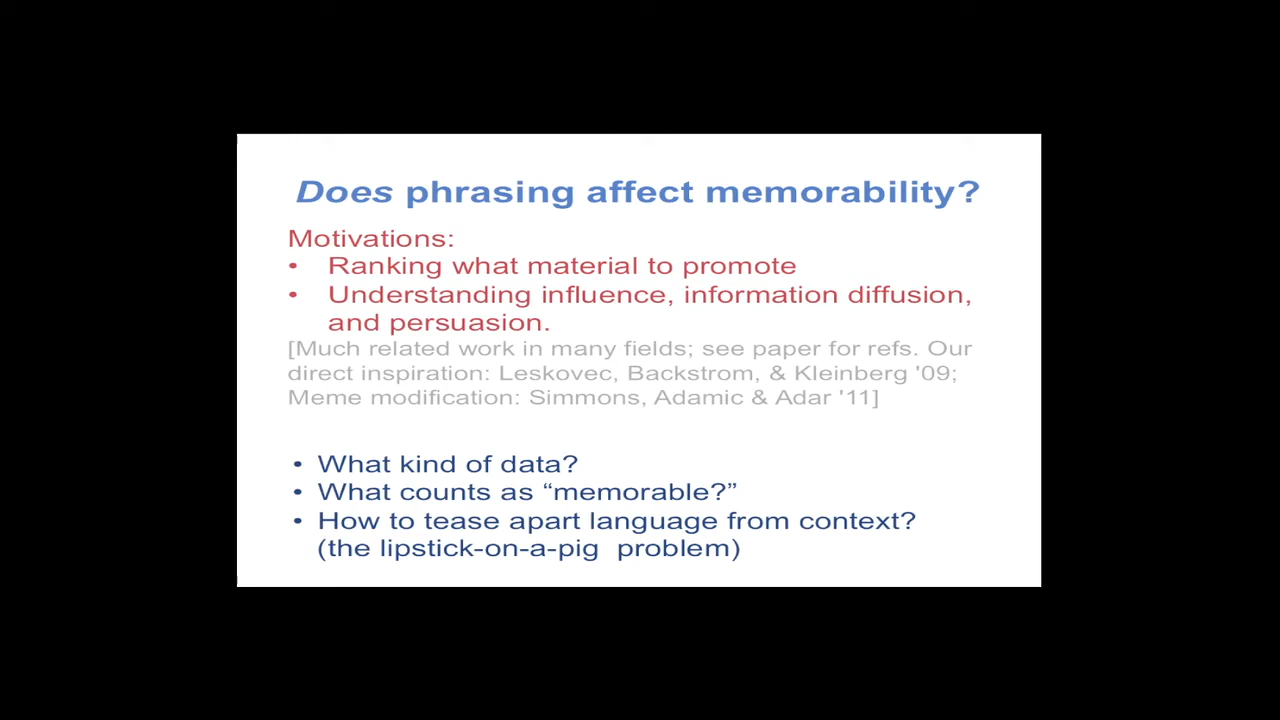 Does phrasing affect memorability?
Motivations:
• Ranking what material to promote
• Understanding influence, information diffusion,
and persuasion.
[Much related work in many fields; see paper for refs. Our
direct inspiration: Leskovec, Backstrom, & Kleinberg '09;
Meme modification: Simmons, Adamic & Adar '11]
• What kind of data?
• What counts as “memorable?”
• How to tease apart language from context?
(the lipstick-on-a-pig problem)